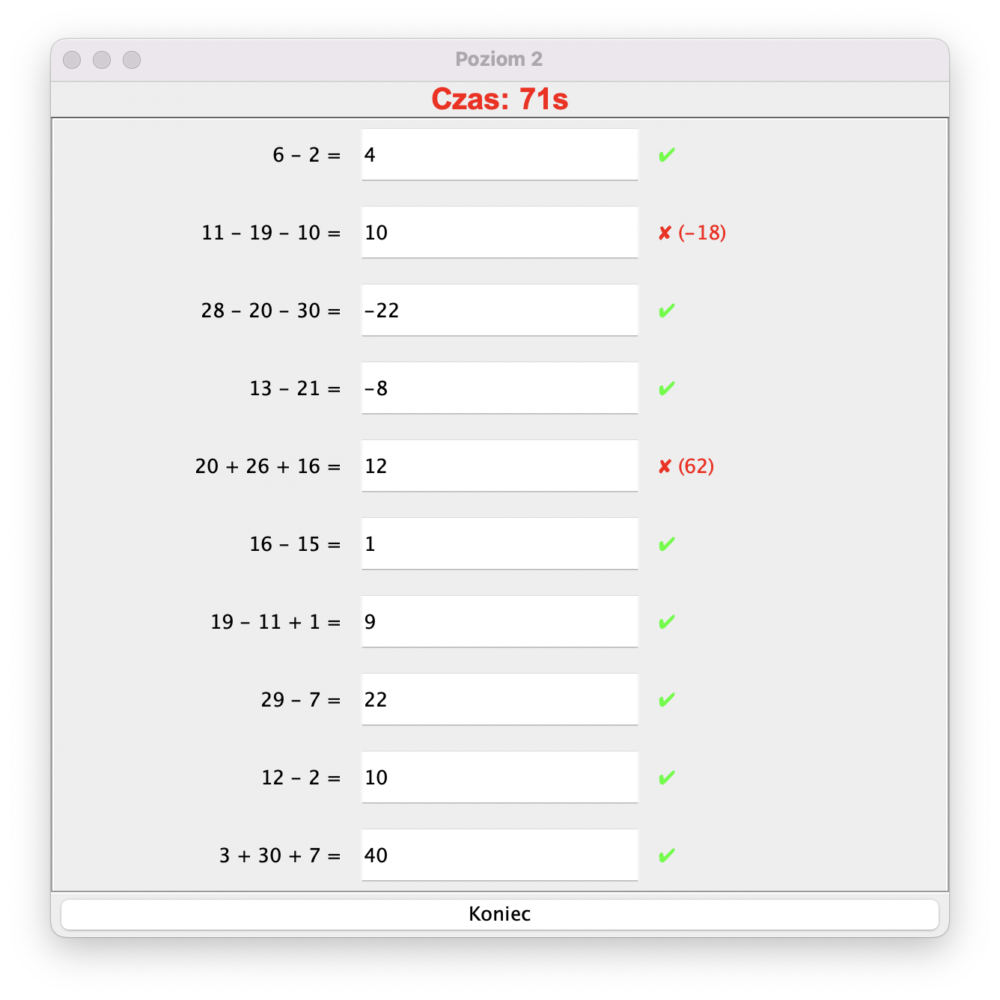 Poziom 2
Czas: 71s
6 – 2 = 4 ✔
11 – 19 – 10 = 10 ✘ (–18)
28 – 20 – 30 = –22 ✔
13 – 21 = –8 ✔
20 + 26 + 16 = 12 ✘ (62)
16 – 15 = 1 ✔
19 – 11 + 1 = 9 ✔
29 – 7 = 22 ✔
12 – 2 = 10 ✔
3 + 30 + 7 = 40 ✔
Koniec